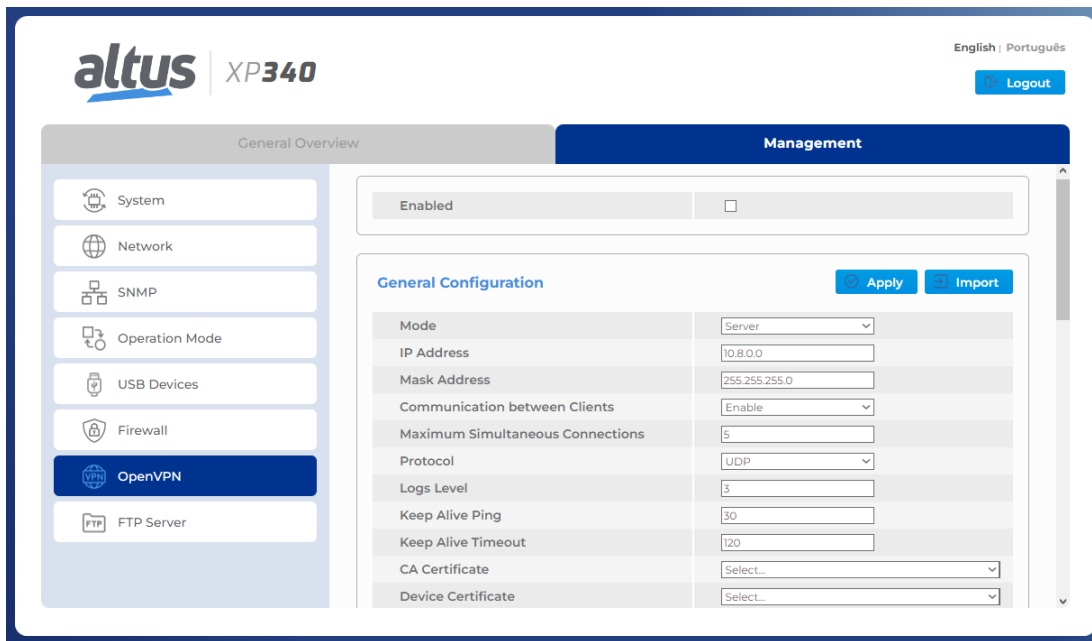 altus XP340
English | Português
Logout
General Overview
Management
System
Network
SNMP
Operation Mode
USB Devices
Firewall
VPN OpenVPN
FTP FTP Server
Enabled
General Configuration
Apply
Import
Mode Server
IP Address 10.8.0.0
Mask Address 255.255.255.0
Communication between Clients Enable
Maximum Simultaneous Connections 5
Protocol UDP
Logs Level 3
Keep Alive Ping 30
Keep Alive Timeout 120
CA Certificate Select...
Device Certificate Select...